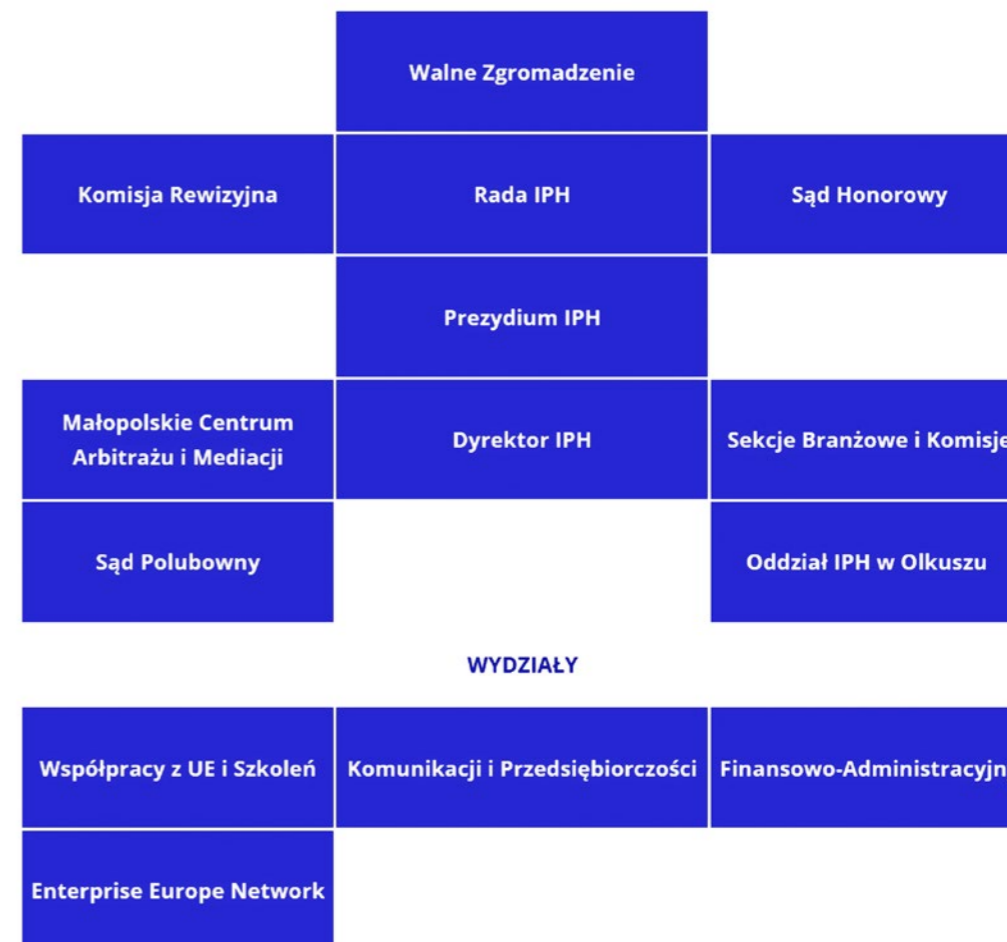 Walne Zgromadzenie
Komisja Rewizyjna
Rada IPH
Sąd Honorowy
Prezydium IPH
Małopolskie Centrum
Arbitrażu i Mediacji
Dyrektor IPH
Sekcje Branżowe i Komisje
Sąd Polubowny
Oddział IPH w Olkuszu
WYDZIAŁY
Współpracy z UE i Szkoleń
Komunikacji i Przedsiębiorczości
Finansowo-Administracyjn
Enterprise Europe Network